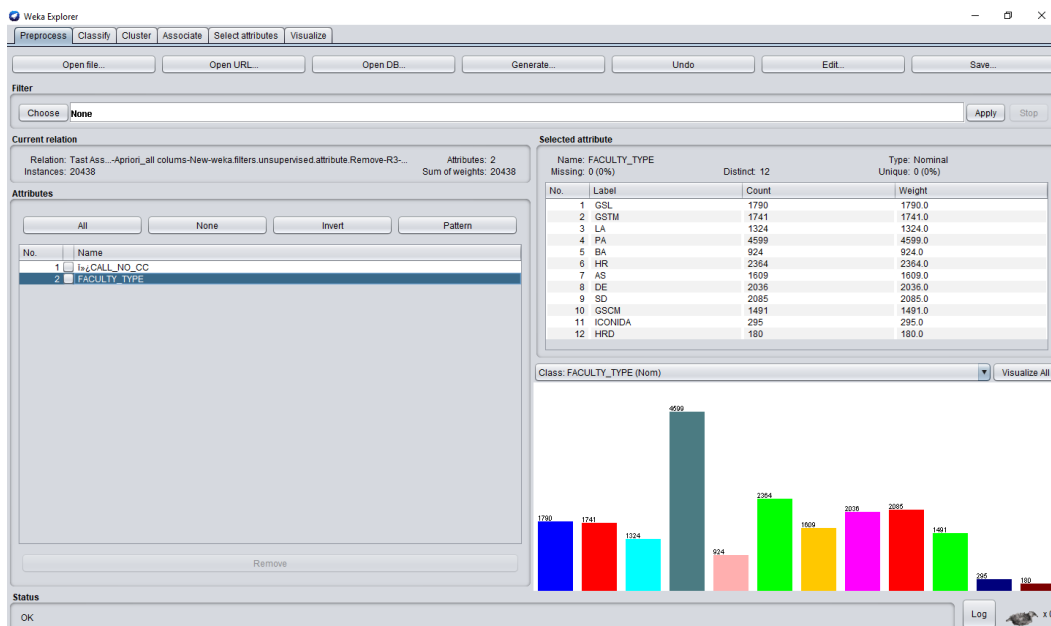 Weka Explorer
Preprocess Classify Cluster Associate Select attributes Visualize
Open file... Open URL... Open DB... Generate... Undo Edit... Save...
Filter
Choose None Apply Stop
Current relation
Relation: Tast Ass...-Apriori_all colums-New-weka.filters.unsupervised.attribute.Remove-R3-... Attributes: 2
Instances: 20438 Sum of weights: 20438
Attributes
All None Invert Pattern
No. Name
1 ï»¿CALL_NO_CC
2 FACULTY_TYPE
Remove
Selected attribute
Name: FACULTY_TYPE Type: Nominal
Missing: 0 (0%) Distinct: 12 Unique: 0 (0%)
No. Label Count Weight
1 GSL 1790 1790.0
2 GSTM 1741 1741.0
3 LA 1324 1324.0
4 PA 4599 4599.0
5 BA 924 924.0
6 HR 2364 2364.0
7 AS 1609 1609.0
8 DE 2036 2036.0
9 SD 2085 2085.0
10 GSCM 1491 1491.0
11 ICONIDA 295 295.0
12 HRD 180 180.0
Class: FACULTY_TYPE (Nom) Visualize All
1790 1741 1324 4599 924 2364 1609 2036 2085 1491 295 180
Status
OK
Log